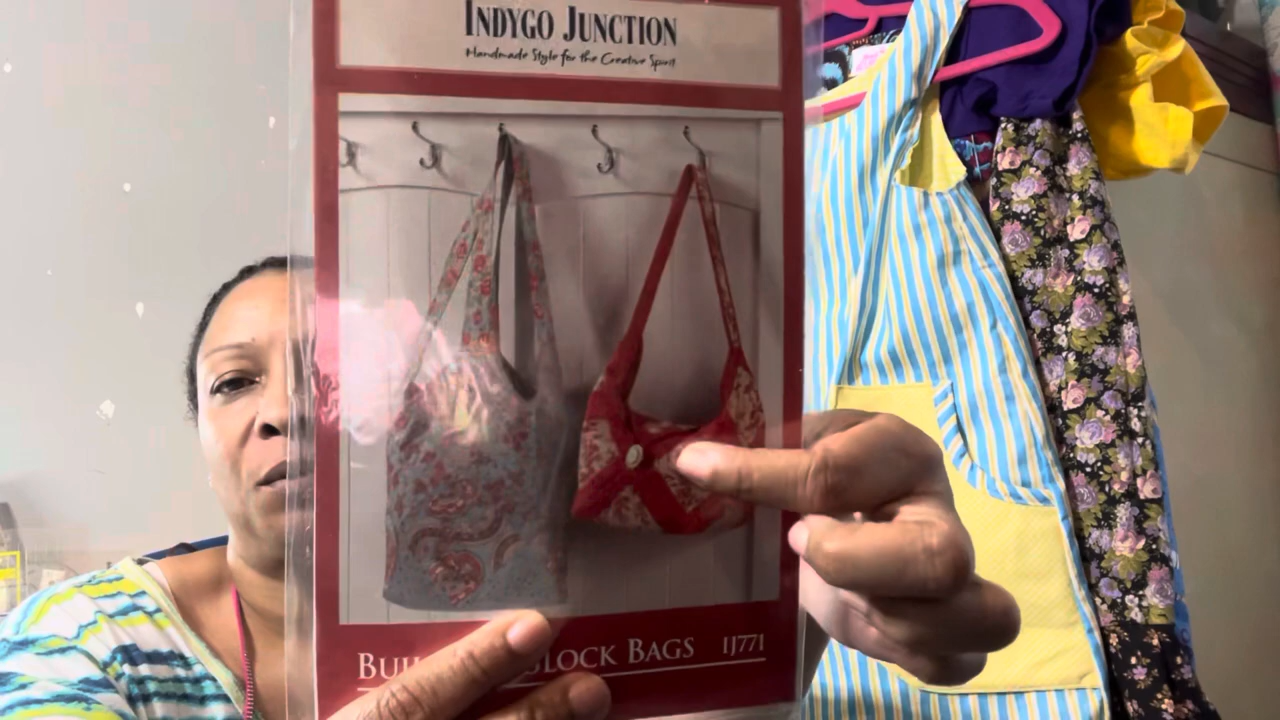 INDYGO JUNCTION
Handmade Style for the Creative Spirit
BLOCK BAGS IJ771